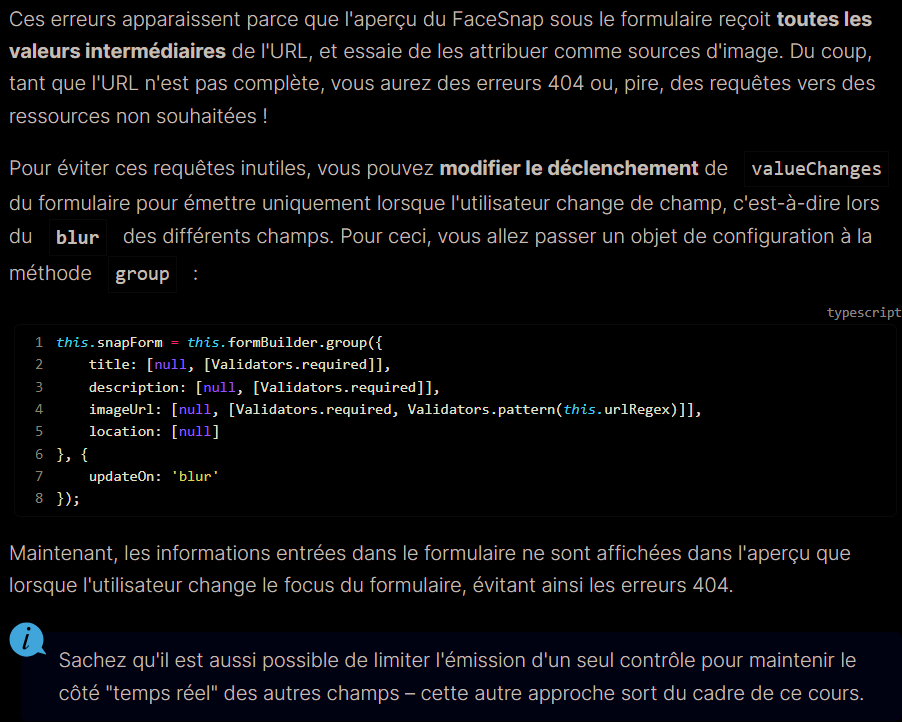 Ces erreurs apparaissent parce que l'aperçu du FaceSnap sous le formulaire reçoit toutes les
valeurs intermédiaires de l'URL, et essaie de les attribuer comme sources d'image. Du coup,
tant que l'URL n'est pas complète, vous aurez des erreurs 404 ou, pire, des requêtes vers des
ressources non souhaitées !
Pour éviter ces requêtes inutiles, vous pouvez modifier le déclenchement de valueChanges
du formulaire pour émettre uniquement lorsque l'utilisateur change de champ, c'est-à-dire lors
du blur des différents champs. Pour ceci, vous allez passer un objet de configuration à la
méthode group :
typescript
1 this.snapForm = this.formBuilder.group({
2     title: [null, [Validators.required]],
3     description: [null, [Validators.required]],
4     imageUrl: [null, [Validators.required, Validators.pattern(this.urlRegex)]],
5     location: [null]
6 }, {
7     updateOn: 'blur'
8 });
Maintenant, les informations entrées dans le formulaire ne sont affichées dans l'aperçu que
lorsque l'utilisateur change le focus du formulaire, évitant ainsi les erreurs 404.
i
Sachez qu'il est aussi possible de limiter l'émission d'un seul contrôle pour maintenir le
côté "temps réel" des autres champs – cette autre approche sort du cadre de ce cours.